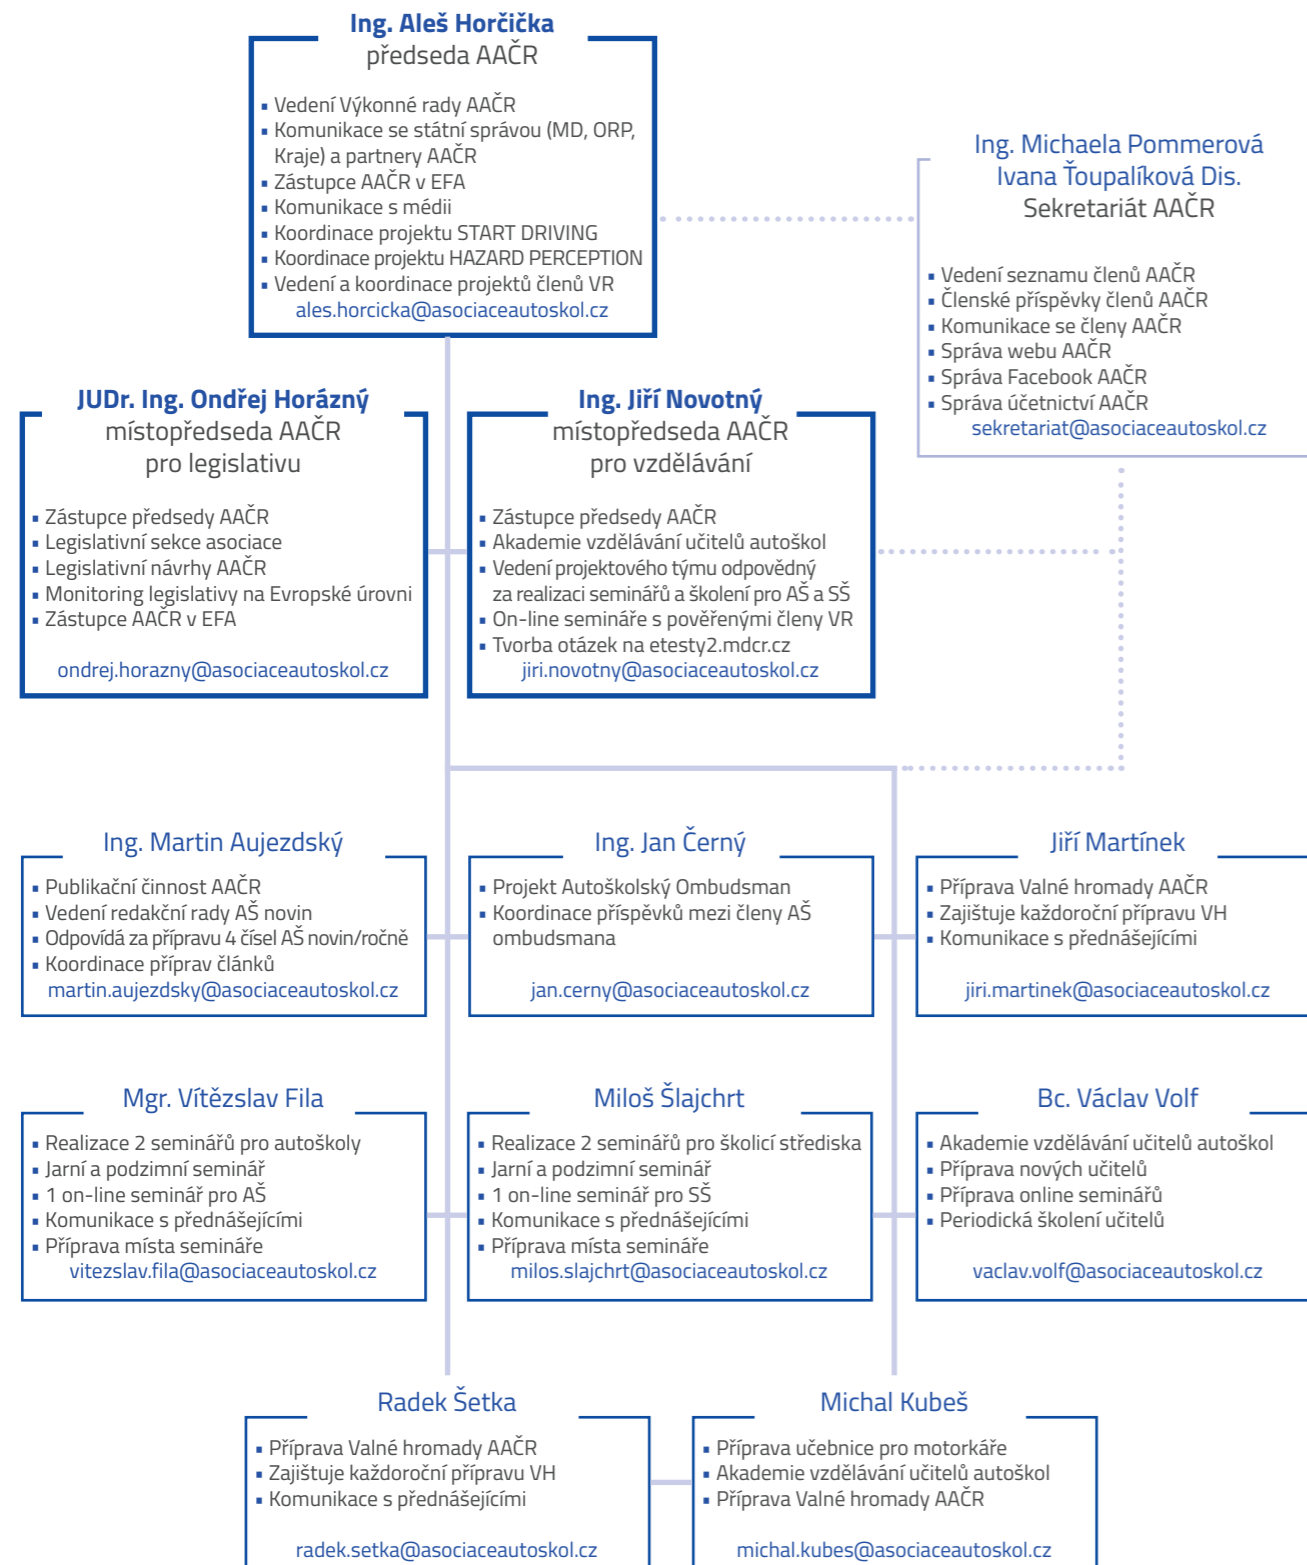 Ing. Aleš Horčička
předseda AAČR
▪ Vedení Výkonné rady AAČR
▪ Komunikace se státní správou (MD, ORP,
Kraje) a partnery AAČR
▪ Zástupce AAČR v EFA
▪ Komunikace s médii
▪ Koordinace projektu START DRIVING
▪ Koordinace projektu HAZARD PERCEPTION
▪ Vedení a koordinace projektů členů VR
ales.horcicka@asociaceautoskol.cz
Ing. Michaela Pommerová
Ivana Ťoupalíková Dis.
Sekretariát AAČR
▪ Vedení seznamu členů AAČR
▪ Členské příspěvky členů AAČR
▪ Komunikace se členy AAČR
▪ Správa webu AAČR
▪ Správa Facebook AAČR
▪ Správa účetnictví AAČR
sekretariat@asociaceautoskol.cz
JUDr. Ing. Ondřej Horázný
místopředseda AAČR
pro legislativu
▪ Zástupce předsedy AAČR
▪ Legislativní sekce asociace
▪ Legislativní návrhy AAČR
▪ Monitoring legislativy na Evropské úrovni
▪ Zástupce AAČR v EFA
ondrej.horazny@asociaceautoskol.cz
Ing. Jiří Novotný
místopředseda AAČR
pro vzdělávání
▪ Zástupce předsedy AAČR
▪ Akademie vzdělávání učitelů autoškol
▪ Vedení projektového týmu odpovědný
za realizaci seminářů a školení pro AŠ a SŠ
▪ On-line semináře s pověřenými členy VR
▪ Tvorba otázek na etesty2.mdcr.cz
jiri.novotny@asociaceautoskol.cz
Ing. Martin Aujezdský
▪ Publikační činnost AAČR
▪ Vedení redakční rady AŠ novin
▪ Odpovídá za přípravu 4 čísel AŠ novin/ročně
▪ Koordinace příprav článků
martin.aujezdsky@asociaceautoskol.cz
Ing. Jan Černý
▪ Projekt Autoškolský Ombudsman
▪ Koordinace příspěvků mezi členy AŠ
ombudsmana
jan.cerny@asociaceautoskol.cz
Jiří Martínek
▪ Příprava Valné hromady AAČR
▪ Zajištuje každoroční přípravu VH
▪ Komunikace s přednášejícími
jiri.martinek@asociaceautoskol.cz
Mgr. Vítězslav Fila
▪ Realizace 2 seminářů pro autoškoly
▪ Jarní a podzimní seminář
▪ 1 on-line seminář pro AŠ
▪ Komunikace s přednášejícími
▪ Příprava místa semináře
vitezslav.fila@asociaceautoskol.cz
Miloš Šlajchrt
▪ Realizace 2 seminářů pro školicí střediska
▪ Jarní a podzimní seminář
▪ 1 on-line seminář pro SŠ
▪ Komunikace s přednášejícími
▪ Příprava místa semináře
milos.slajchrt@asociaceautoskol.cz
Bc. Václav Volf
▪ Akademie vzdělávání učitelů autoškol
▪ Příprava nových učitelů
▪ Příprava online seminářů
▪ Periodická školení učitelů
vaclav.volf@asociaceautoskol.cz
Radek Šetka
▪ Příprava Valné hromady AAČR
▪ Zajištuje každoroční přípravu VH
▪ Komunikace s přednášejícími
radek.setka@asociaceautoskol.cz
Michal Kubeš
▪ Příprava učebnice pro motorkáře
▪ Akademie vzdělávání učitelů autoškol
▪ Příprava Valné hromady AAČR
michal.kubes@asociaceautoskol.cz